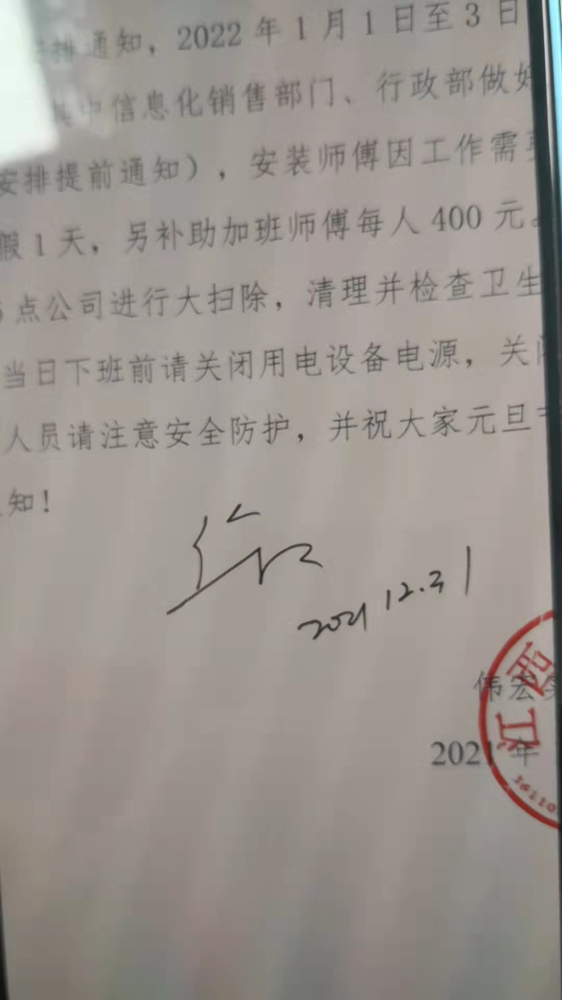 排通知，2022年1月1日至3日
其中信息化销售部门、行政部做好
安排提前通知），安装师傅因工作需要
假1天，另补助加班师傅每人400元。
点公司进行大扫除，清理并检查卫生
当日下班前请关闭用电设备电源，关闭
人员请注意安全防护，并祝大家元旦
知！
2021 12.31
伟宏
2021年
江西